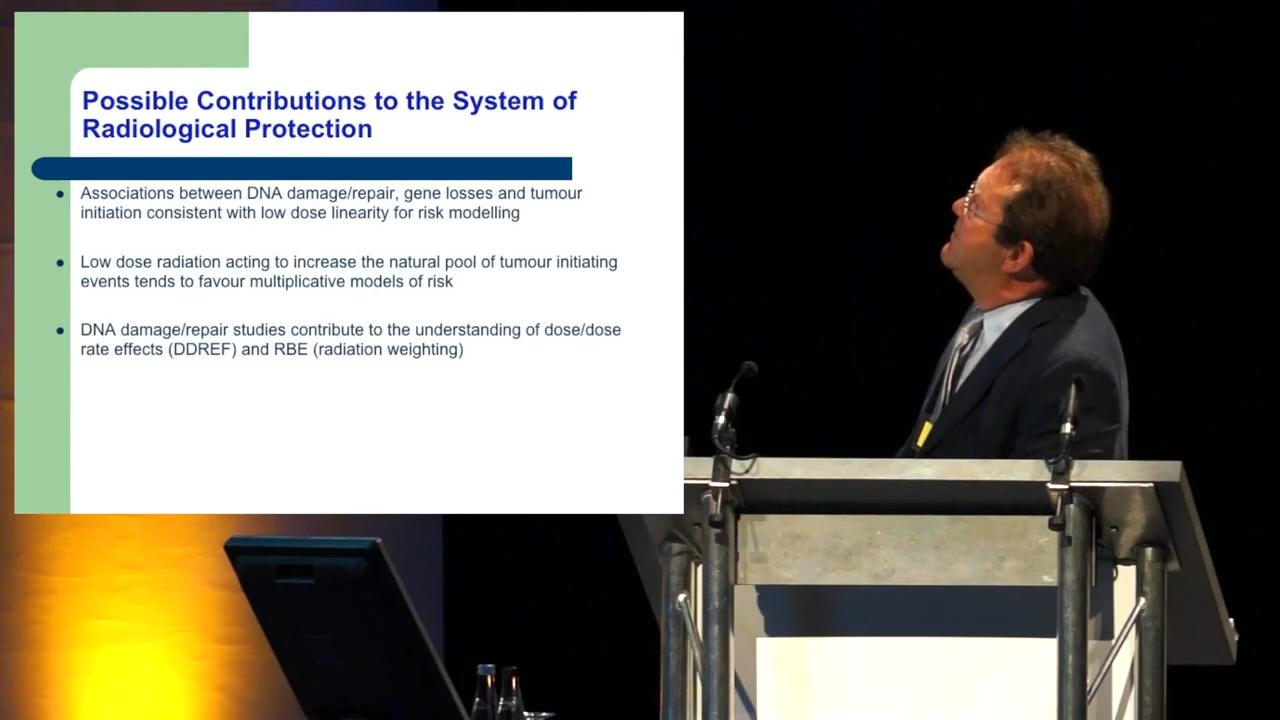 Possible Contributions to the System of
Radiological Protection
● Associations between DNA damage/repair, gene losses and tumour
initiation consistent with low dose linearity for risk modelling
● Low dose radiation acting to increase the natural pool of tumour initiating
events tends to favour multiplicative models of risk
● DNA damage/repair studies contribute to the understanding of dose/dose
rate effects (DDREF) and RBE (radiation weighting)